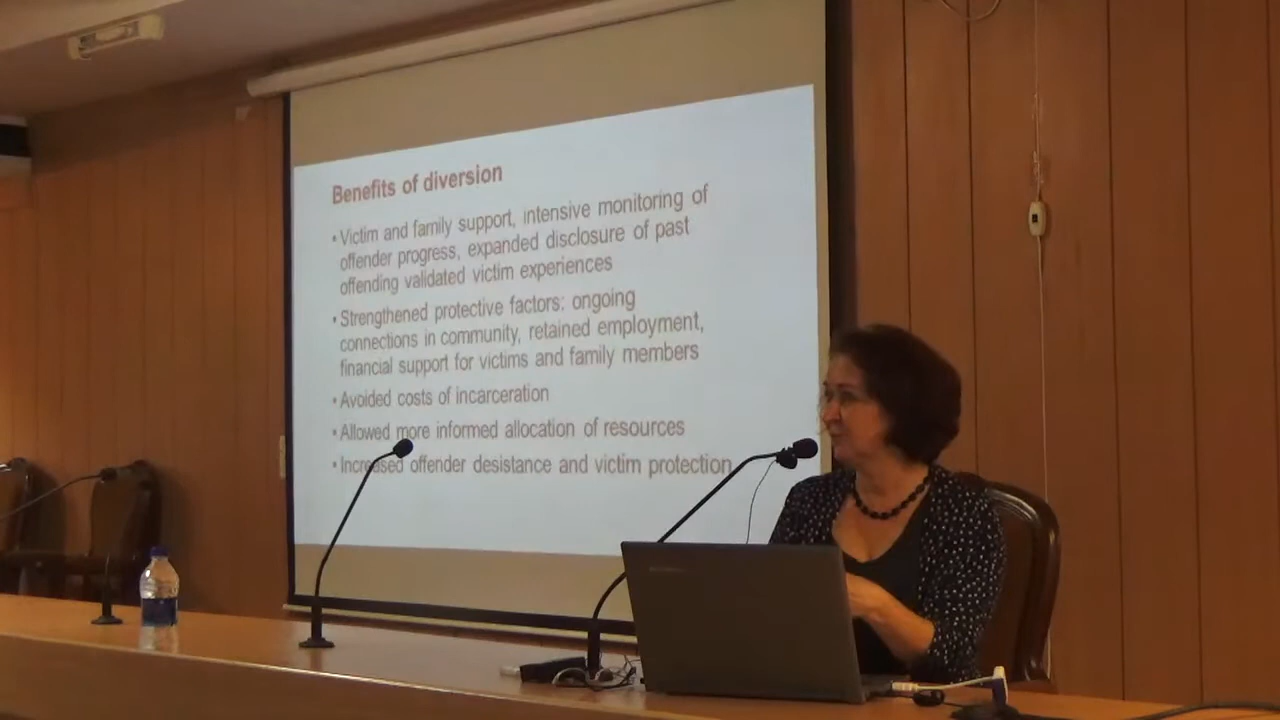 Benefits of diversion
• Victim and family support, intensive monitoring of
offender progress, expanded disclosure of past
offending validated victim experiences
• Strengthened protective factors: ongoing
connections in community, retained employment,
financial support for victims and family members
• Avoided costs of incarceration
• Allowed more informed allocation of resources
• Increased offender desistance and victim protection